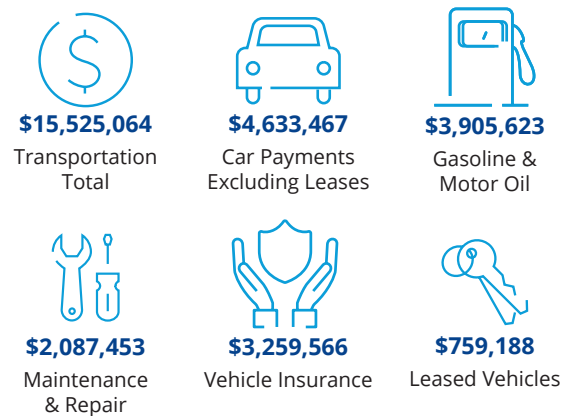 $15,525,064
Transportation
Total
$4,633,467
Car Payments
Excluding Leases
$3,905,623
Gasoline &
Motor Oil
$2,087,453
Maintenance
& Repair
$3,259,566
Vehicle Insurance
$759,188
Leased Vehicles